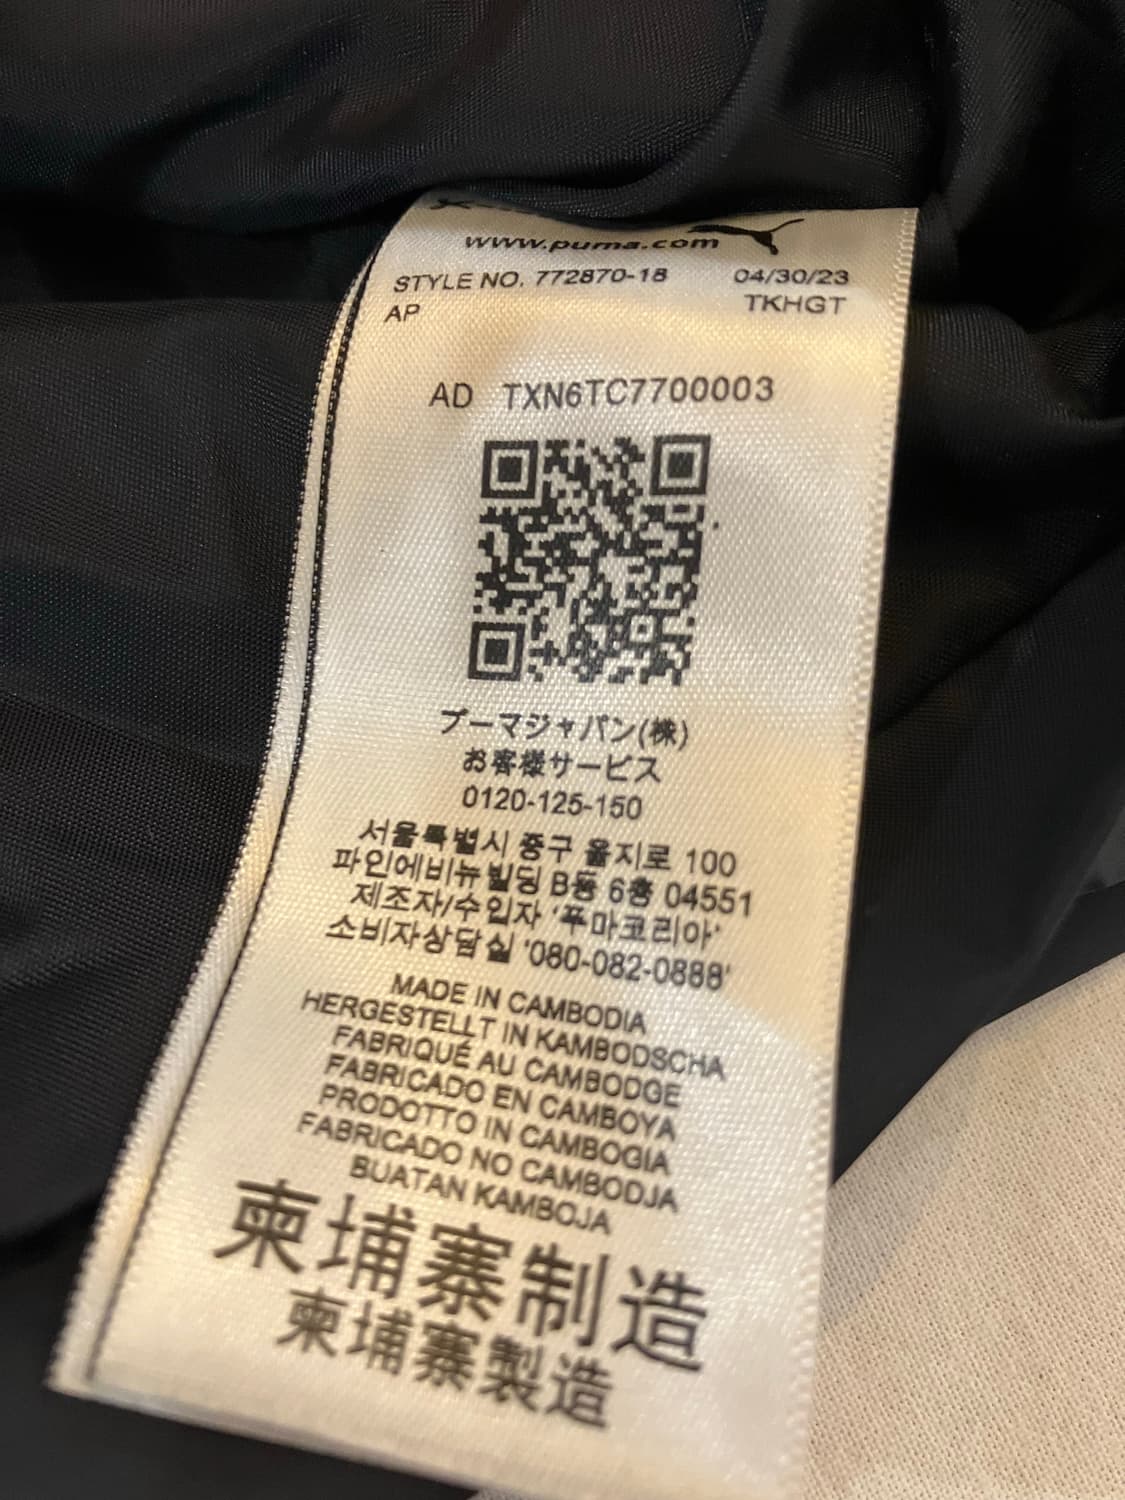 www.puma.com
STYLE NO. 772870-18 04/30/23
AP TKHGT
AD TXN6TC7700003
プーマジャパン(株)
お客様サービス
0120-125-150
서울특별시 중구 을지로 100
파인에비뉴빌딩 B동 6층 04551
제조자/수입자 '푸마코리아'
소비자상담실 '080-082-0888'
MADE IN CAMBODIA
HERGESTELLT IN KAMBODSCHA
FABRIQUÉ AU CAMBODGE
FABRICADO EN CAMBOYA
PRODOTTO IN CAMBOGIA
FABRICADO NO CAMBODJA
BUATAN KAMBOJA
柬埔寨制造
柬埔寨製造